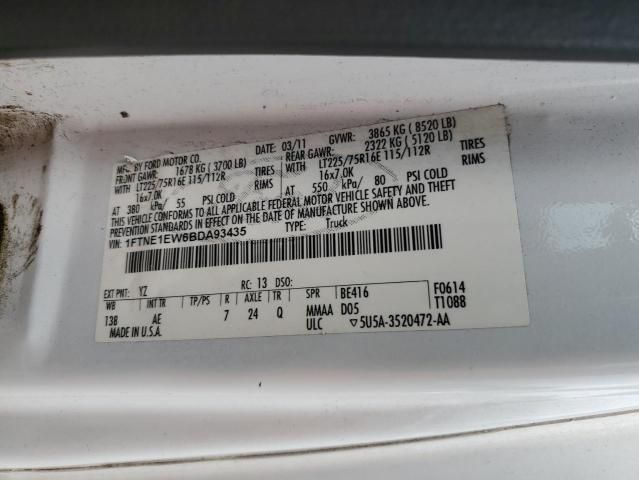 MFG. BY FORD MOTOR CO.
DATE: 03/11 GVWR: 3865 KG ( 8520 LB)
FRONT GAWR: 1678 KG ( 3700 LB) REAR GAWR: 2322 KG ( 5120 LB)
WITH LT225/75R16E 115/112R TIRES WITH LT225/75R16E 115/112R TIRES
16x7.0K RIMS 16x7.0K RIMS
AT 380 kPa/ 55 PSI COLD AT 550 kPa/ 80 PSI COLD
THIS VEHICLE CONFORMS TO ALL APPLICABLE FEDERAL MOTOR VEHICLE SAFETY AND THEFT
PREVENTION STANDARDS IN EFFECT ON THE DATE OF MANUFACTURE SHOWN ABOVE.
VIN: 1FTNE1EW6BDA93435 TYPE: Truck
EXT PNT: YZ RC: 13 DSO:
WB INT TR TP/PS R AXLE TR SPR BE416 F0614
138 AE 7 24 Q MMAA D05 T1088
MADE IN U.S.A. ULC ▽5U5A-3520472-AA